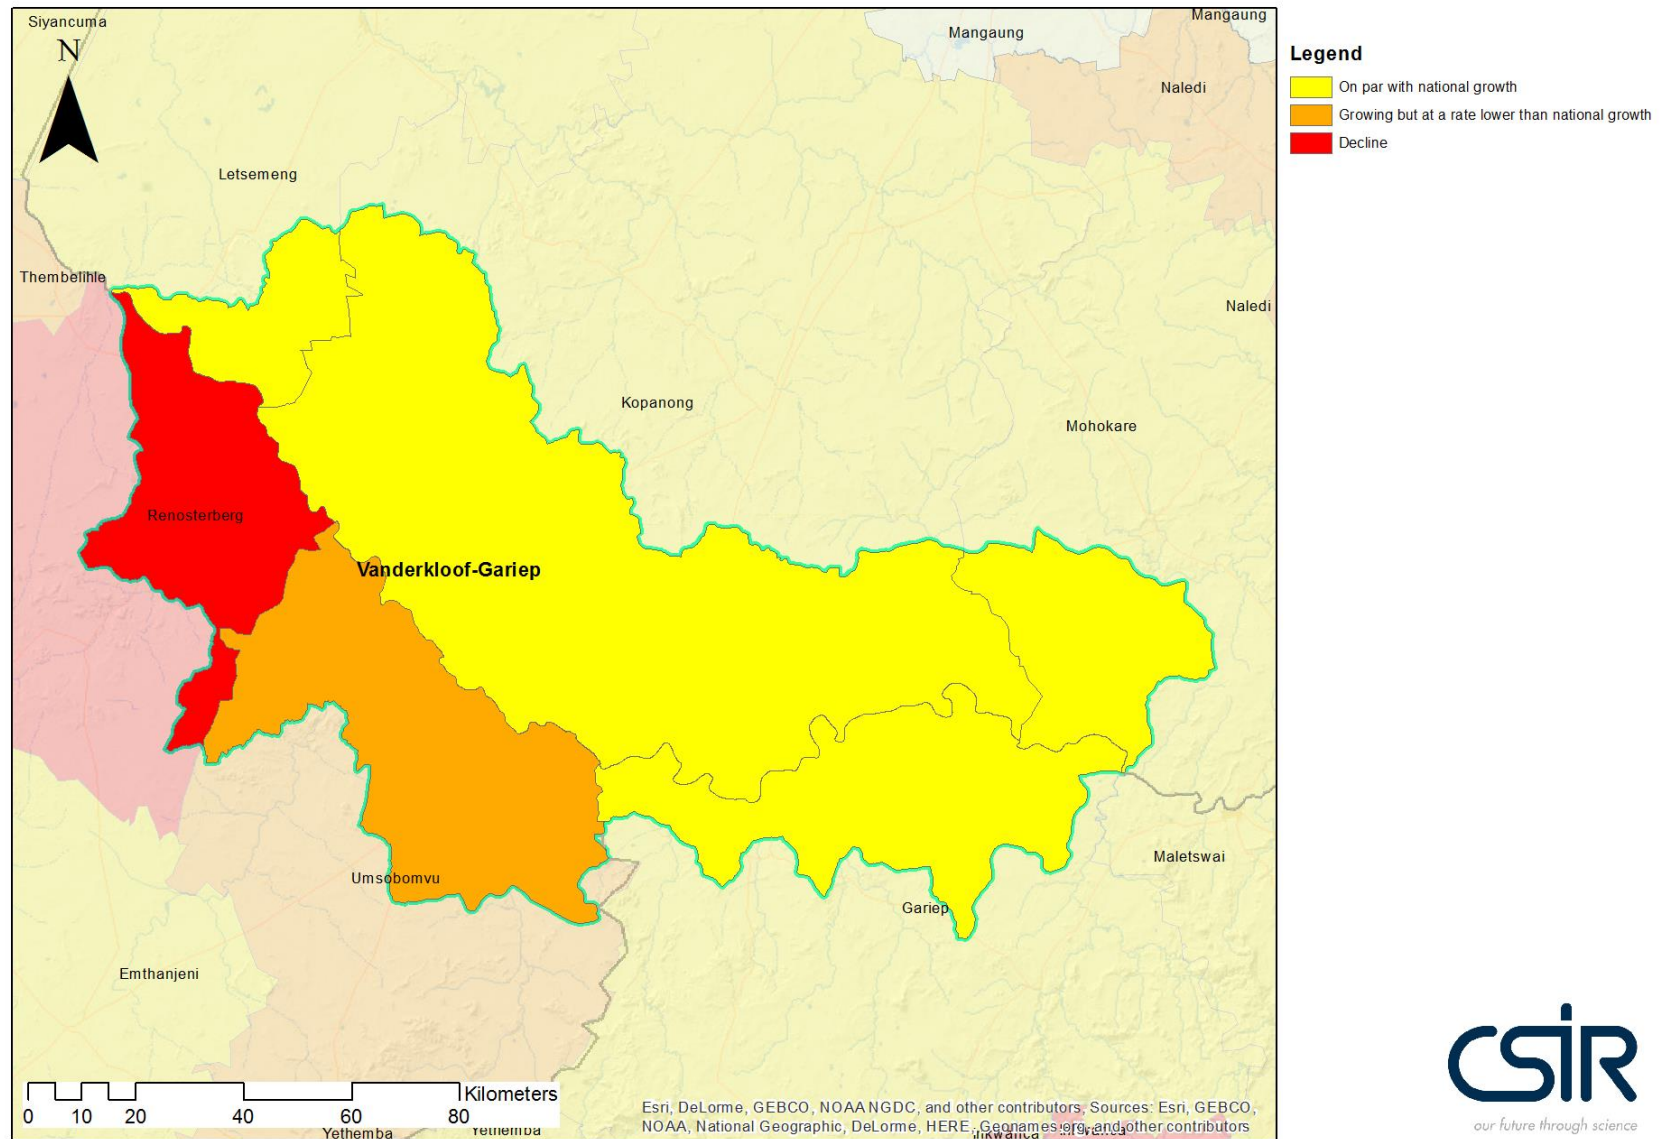 Siyancuma
Mangaung
Mangaung
N
Naledi
Letsemeng
Thembelihle
Naledi
Kopanong
Mohokare
Renosterberg
Vanderkloof-Gariep
Maletswai
Umsobomvu
Gariep
Emthanjeni
Kilometers
0 10 20 40 60 80
Yethemba
Yethemba
Esri, DeLorme, GEBCO, NOAA NGDC, and other contributors, Sources: Esri, GEBCO,
NOAA, National Geographic, DeLorme, HERE, Geonames.org, and other contributors
Legend
On par with national growth
Growing but at a rate lower than national growth
Decline
CSIR
our future through science